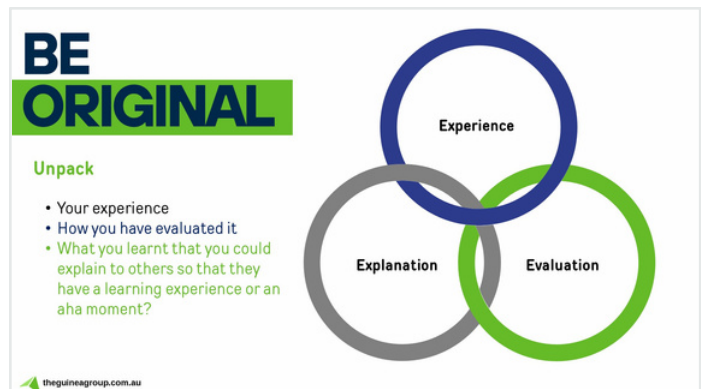 BE
ORIGINAL
Unpack
• Your experience
• How you have evaluated it
• What you learnt that you could
explain to others so that they
have a learning experience or an
aha moment?
Experience
Explanation
Evaluation
theguineagroup.com.au